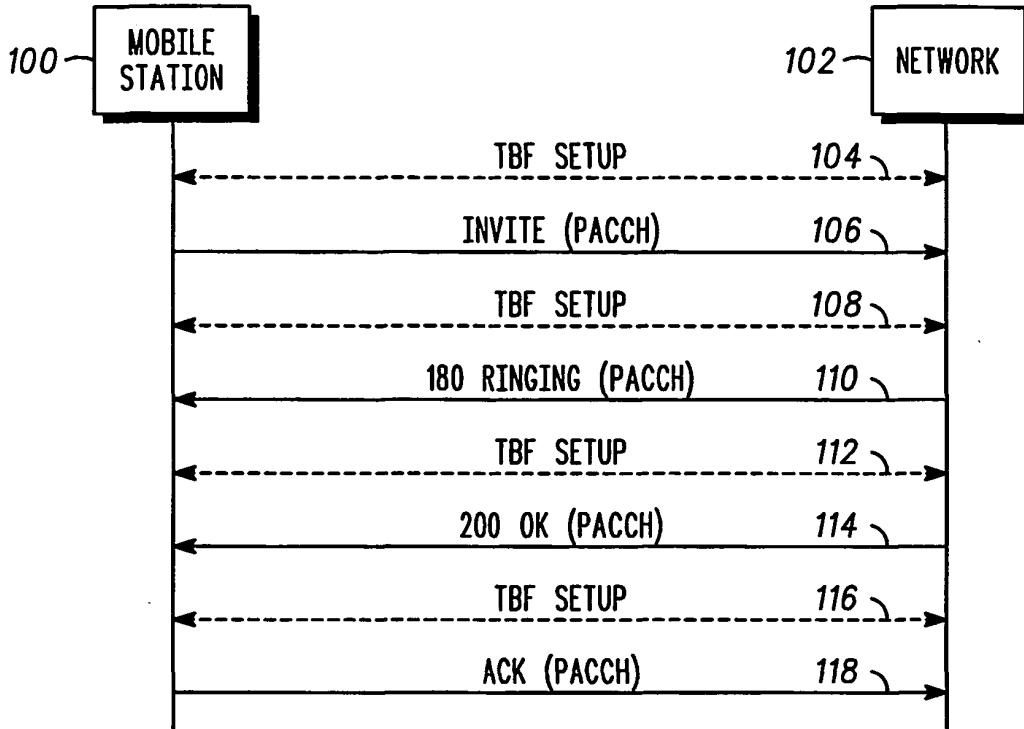 100
MOBILE
STATION
102
NETWORK
TBF SETUP 104
INVITE (PACCH) 106
TBF SETUP 108
180 RINGING (PACCH) 110
TBF SETUP 112
200 OK (PACCH) 114
TBF SETUP 116
ACK (PACCH) 118